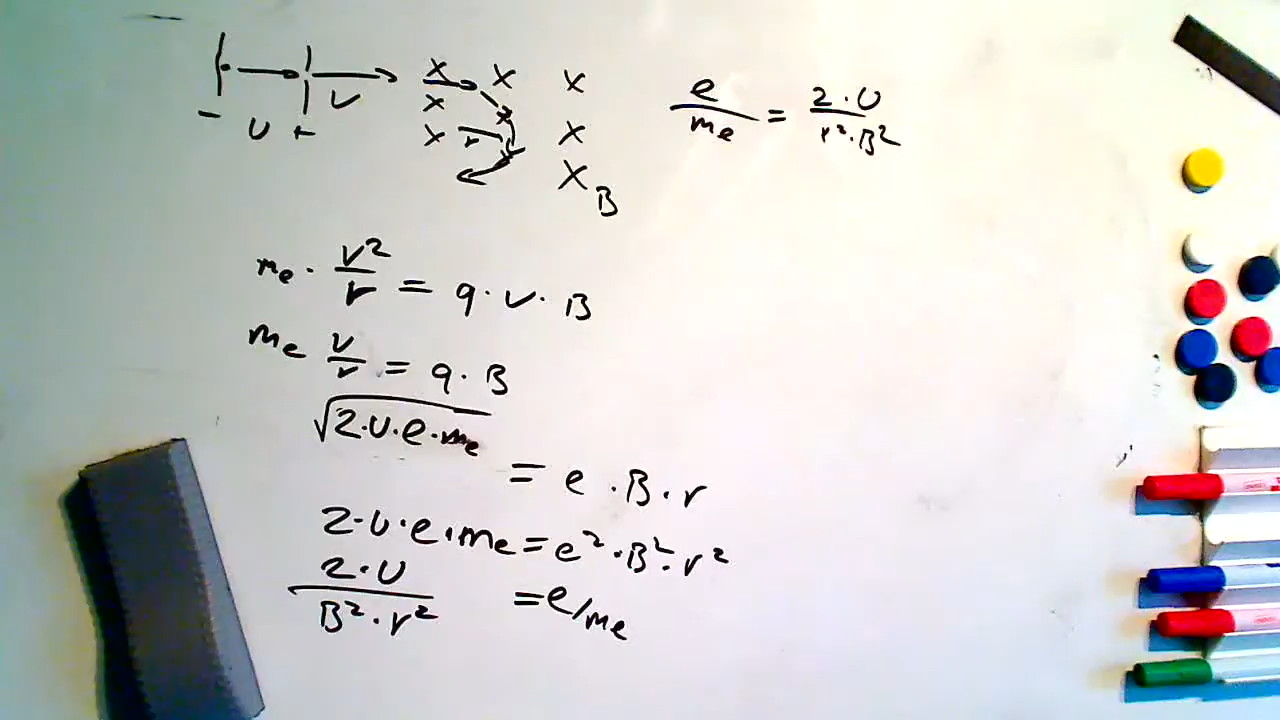 - U +
v
x x x
x x
x r x x
x
B
e/me = 2·U/r²·B²
me · v²/r = q · v · B
me v/r = q · B
√2·U·e·me
= e · B · r
2·U·e·me = e²·B²·r²
2·U/B²·r² = e/me